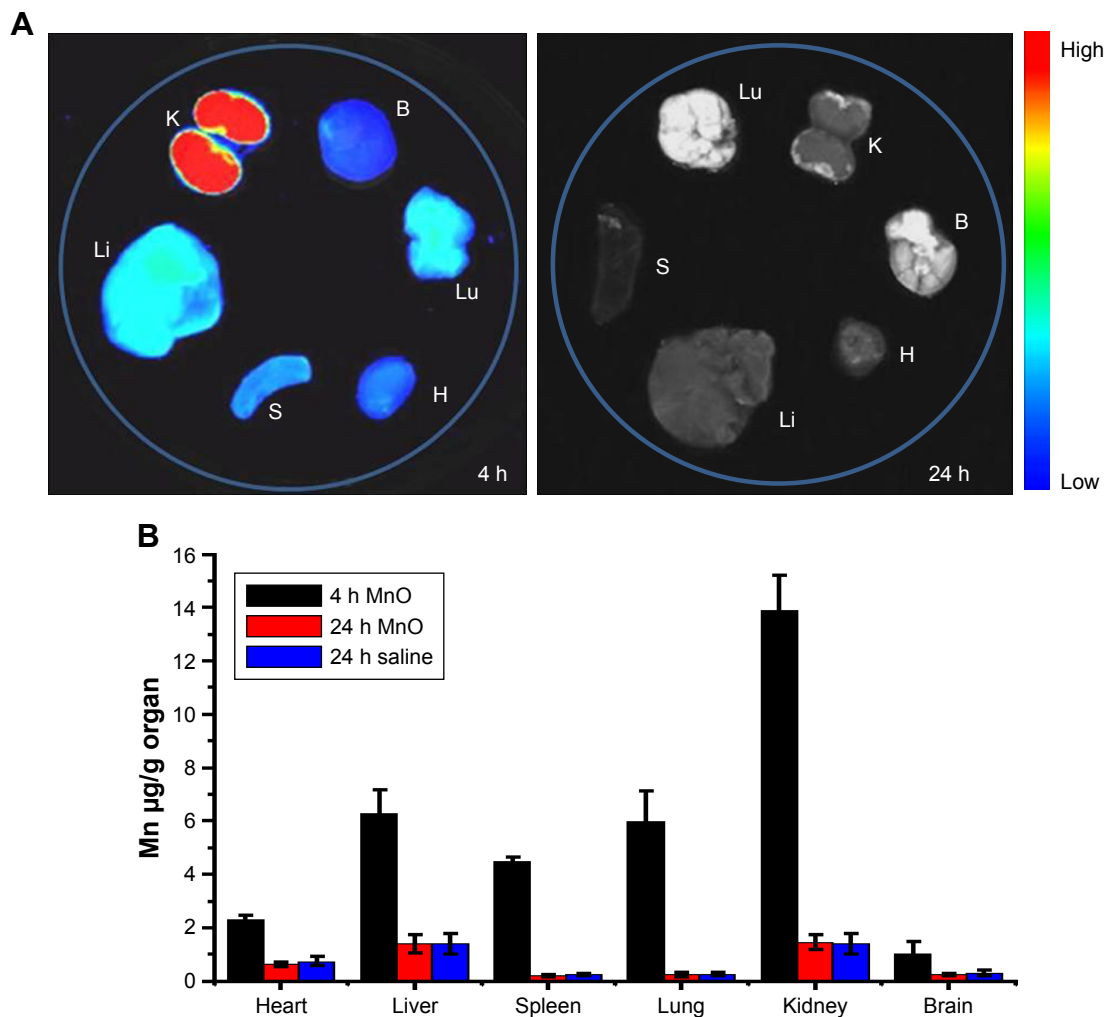 A
K
B
Li
Lu
S
H
4 h
Lu
K
B
S
H
Li
24 h
High
Low
B
16
14
12
10
8
6
4
2
0
Mn µg/g organ
4 h MnO
24 h MnO
24 h saline
Heart Liver Spleen Lung Kidney Brain